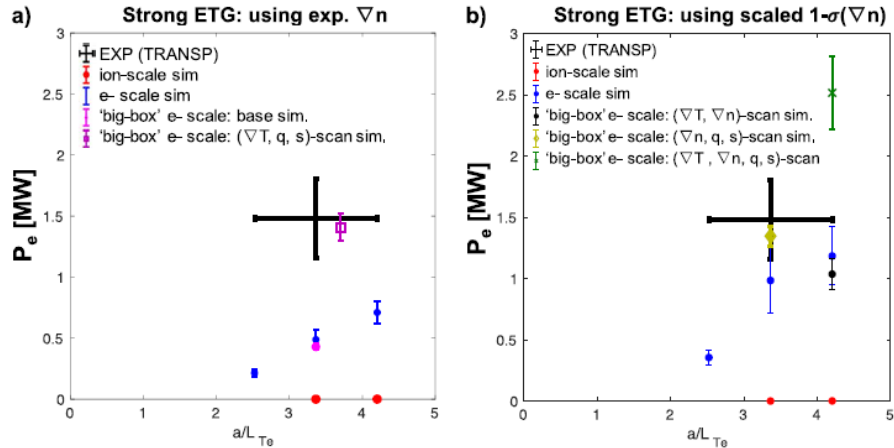 a) Strong ETG: using exp. ∇n
EXP (TRANSP)
ion-scale sim
e- scale sim
'big-box' e- scale: base sim.
'big-box' e- scale: (∇T, q, s)-scan sim,
3
2.5
2
1.5
1
0.5
0
P_e [MW]
0 1 2 3 4 5
a/L_Te
b) Strong ETG: using scaled 1-σ(∇n)
EXP (TRANSP)
ion-scale sim
e- scale sim
'big-box' e- scale: (∇T, ∇n)-scan sim.
'big-box' e- scale: (∇n, q, s)-scan sim,
'big-box' e- scale: (∇T , ∇n, q, s)-scan
3
2.5
2
1.5
1
0.5
0
P_e [MW]
0 1 2 3 4 5
a/L_Te